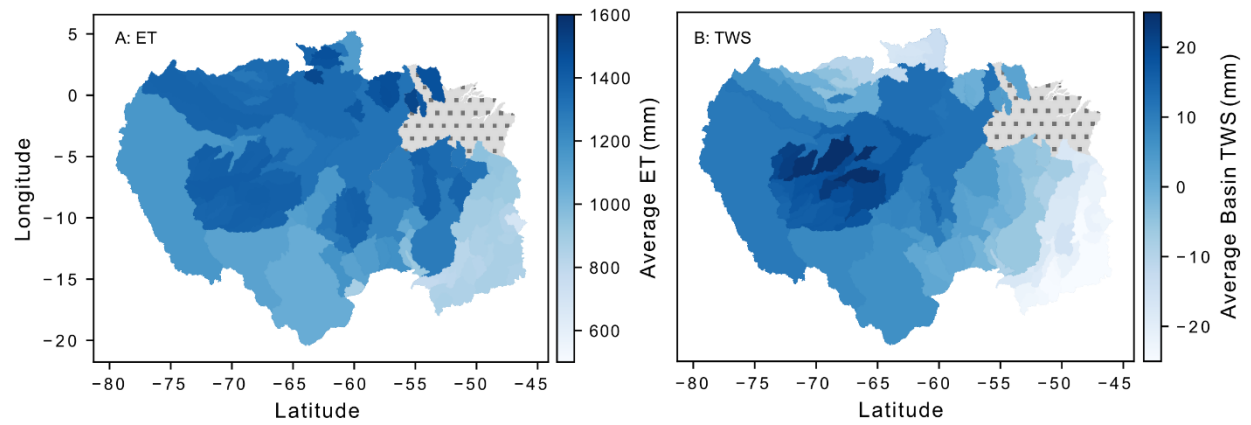 A: ET
5
0
−5
−10
−15
−20
Longitude
−80 −75 −70 −65 −60 −55 −50 −45
Latitude
1600
1400
1200
1000
800
600
Average ET (mm)
B: TWS
−80 −75 −70 −65 −60 −55 −50 −45
Latitude
20
10
0
−10
−20
Average Basin TWS (mm)